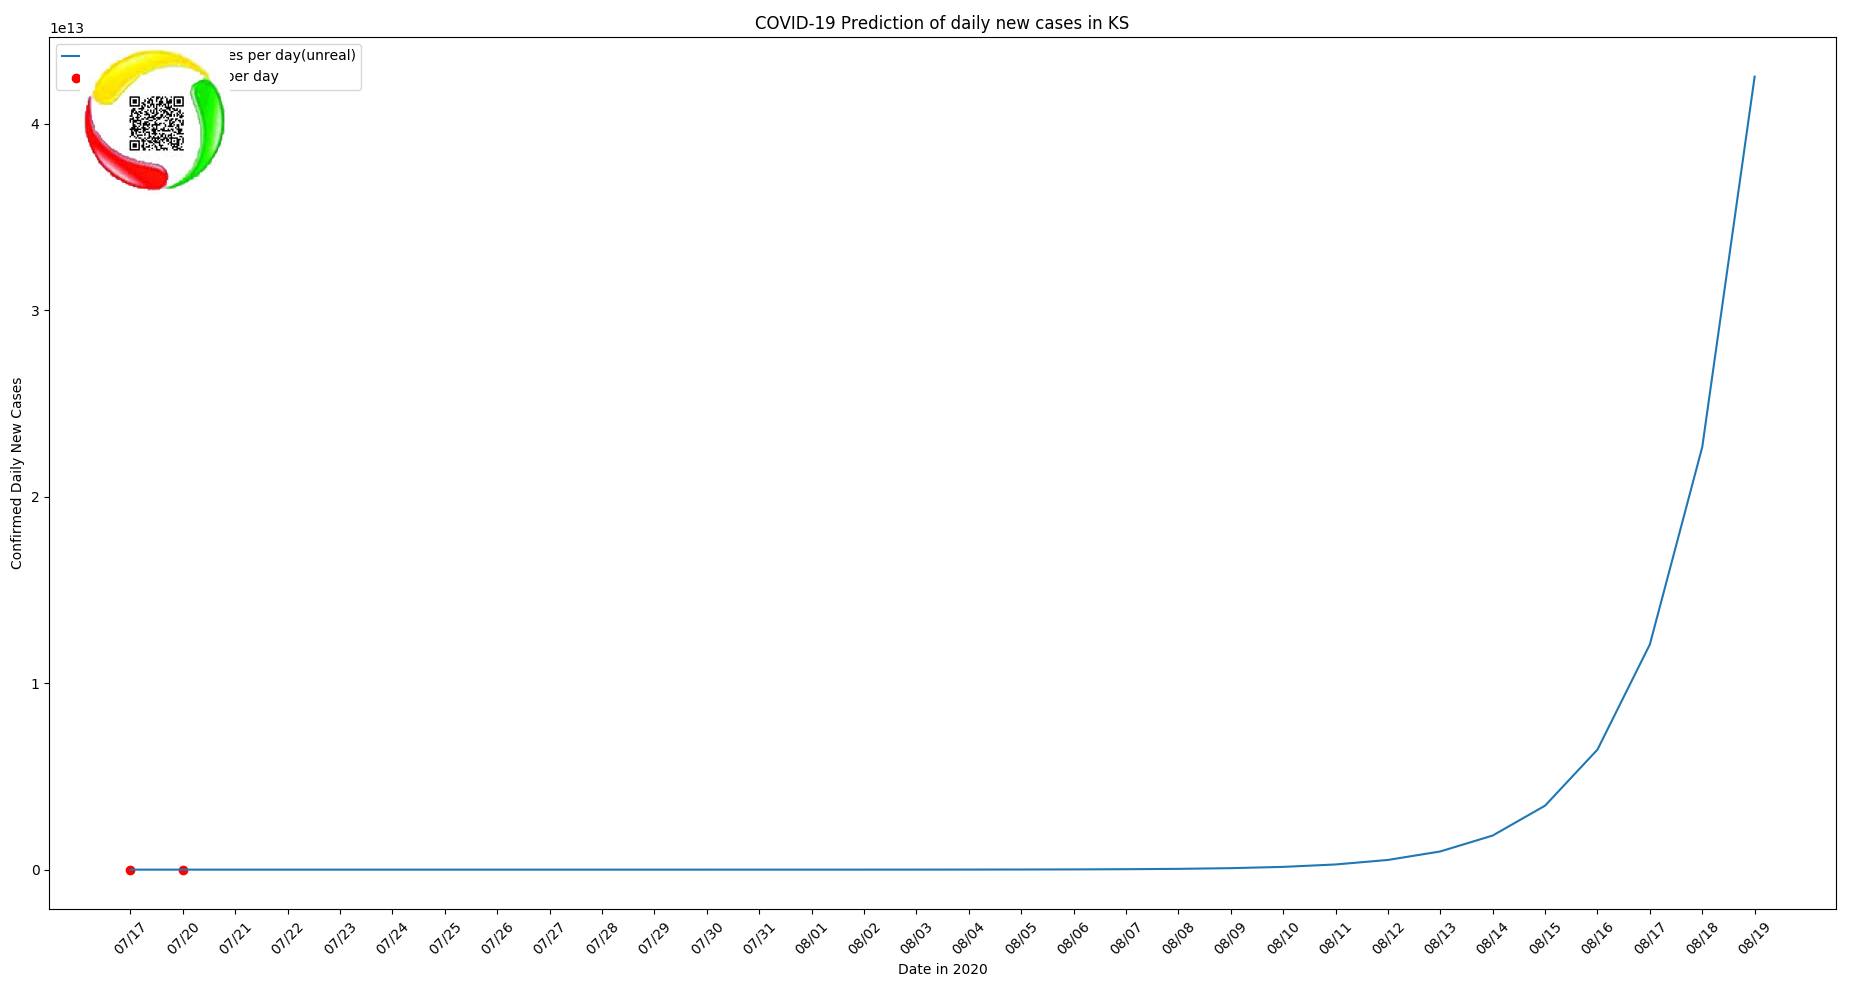 COVID-19 Prediction of daily new cases in KS
1e13
per day(unreal)
per day
4
3
2
1
0
Confirmed Daily New Cases
07/17 07/20 07/21 07/22 07/23 07/24 07/25 07/26 07/27 07/28 07/29 07/30 07/31 08/01 08/02 08/03 08/04 08/05 08/06 08/07 08/08 08/09 08/10 08/11 08/12 08/13 08/14 08/15 08/16 08/17 08/18 08/19
Date in 2020